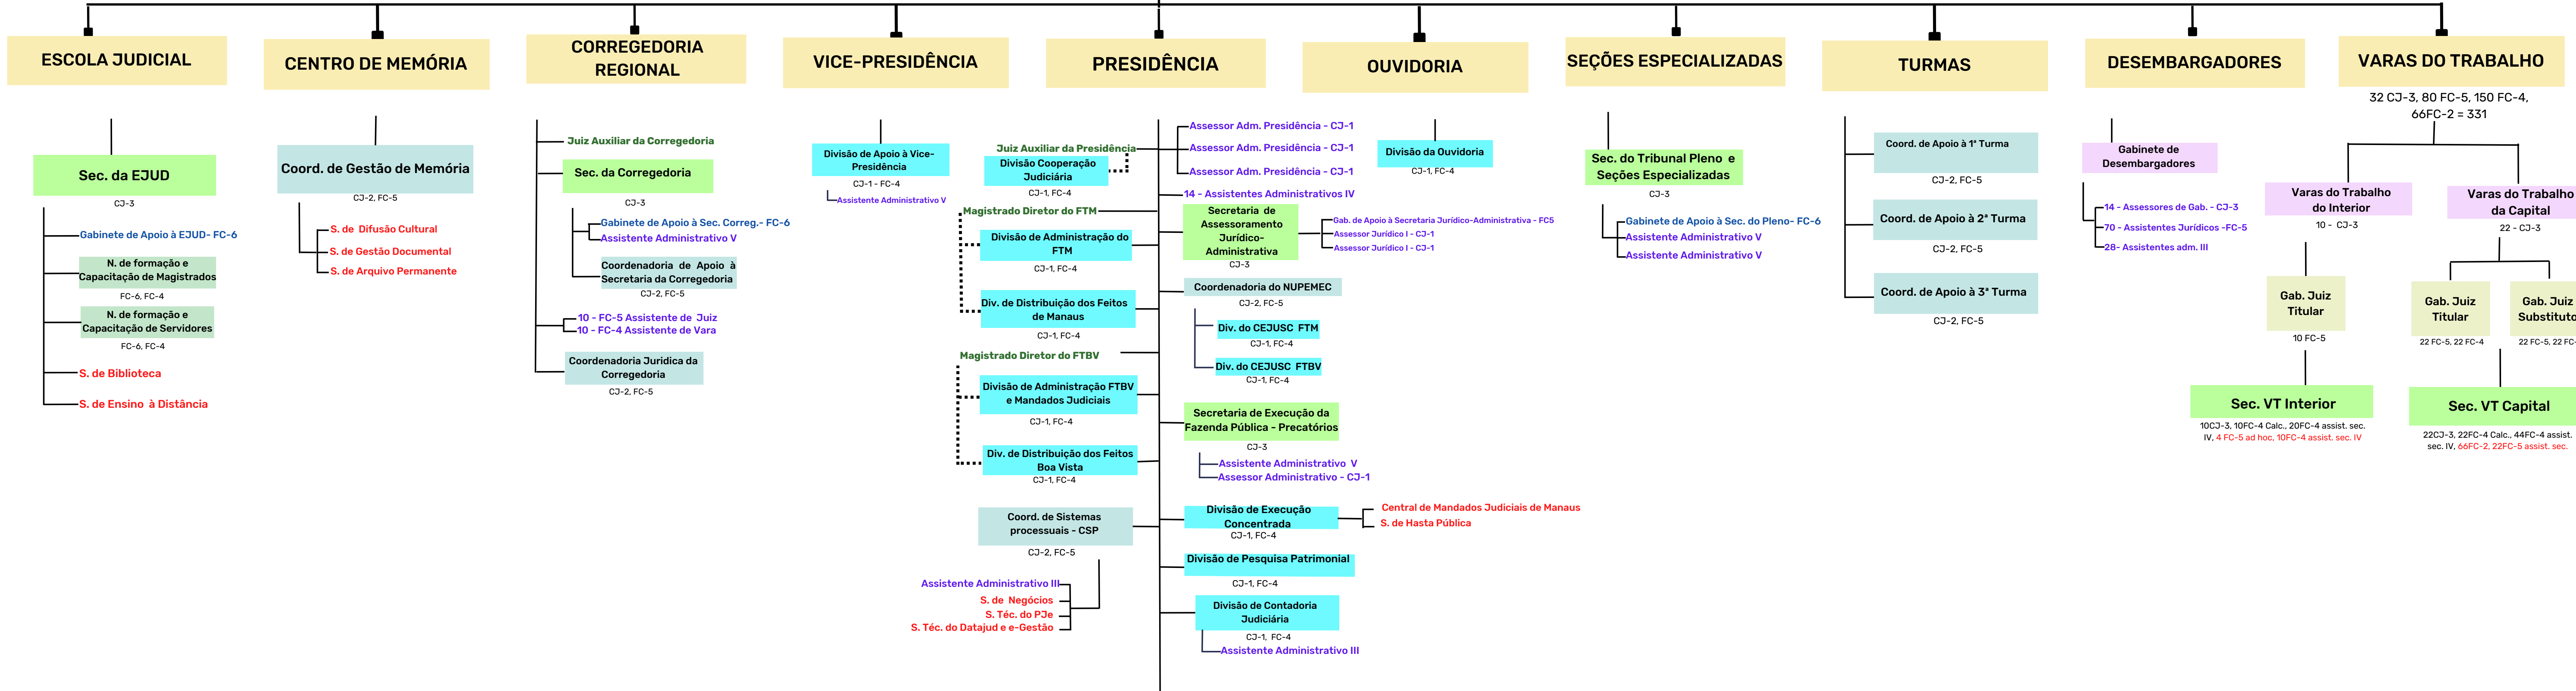 ESCOLA JUDICIAL
Sec. da EJUD
CJ-3
Gabinete de Apoio à EJUD- FC-6
N. de formação e
Capacitação de Magistrados
FC-6, FC-4
N. de formação e
Capacitação de Servidores
FC-6, FC-4
S. de Biblioteca
S. de Ensino à Distância
CENTRO DE MEMÓRIA
Coord. de Gestão de Memória
CJ-2, FC-5
S. de Difusão Cultural
S. de Gestão Documental
S. de Arquivo Permanente
CORREGEDORIA
REGIONAL
Juiz Auxiliar da Corregedoria
Sec. da Corregedoria
CJ-3
Gabinete de Apoio à Sec. Correg.- FC-6
Assistente Administrativo V
Coordenadoria de Apoio à
Secretaria da Corregedoria
CJ-2, FC-5
10 - FC-5 Assistente de Juiz
10 - FC-4 Assistente de Vara
Coordenadoria Juridica da
Corregedoria
CJ-2, FC-5
VICE-PRESIDÊNCIA
Divisão de Apoio à Vice-
Presidência
CJ-1 - FC-4
Assistente Administrativo V
PRESIDÊNCIA
Juiz Auxiliar da Presidência
Divisão Cooperação
Judiciária
CJ-1, FC-4
Magistrado Diretor do FTM
Divisão de Administração do
FTM
CJ-1, FC-4
Div. de Distribuição dos Feitos
de Manaus
CJ-1, FC-4
Magistrado Diretor do FTBV
Divisão de Administração FTBV
e Mandados Judiciais
CJ-1, FC-4
Div. de Distribuição dos Feitos
Boa Vista
CJ-1, FC-4
Coord. de Sistemas
processuais - CSP
CJ-2, FC-5
Assistente Administrativo III
S. de Negócios
S. Téc. do PJe
S. Téc. do Datajud e e-Gestão
Assessor Adm. Presidência - CJ-1
Assessor Adm. Presidência - CJ-1
Assessor Adm. Presidência - CJ-1
14 - Assistentes Administrativos IV
Secretaria de
Assessoramento
Jurídico-
Administrativa
CJ-3
Gab. de Apoio à Secretaria Jurídico-Administrativa - FC5
Assessor Jurídico I - CJ-1
Assessor Jurídico I - CJ-1
Coordenadoria do NUPEMEC
CJ-2, FC-5
Div. do CEJUSC FTM
CJ-1, FC-4
Div. do CEJUSC FTBV
CJ-1, FC-4
Secretaria de Execução da
Fazenda Pública - Precatórios
CJ-3
Assistente Administrativo V
Assessor Administrativo - CJ-1
Divisão de Execução
Concentrada
CJ-1, FC-4
Central de Mandados Judiciais de Manaus
S. de Hasta Pública
Divisão de Pesquisa Patrimonial
CJ-1, FC-4
Divisão de Contadoria
Judiciária
CJ-1, FC-4
Assistente Administrativo III
OUVIDORIA
Divisão da Ouvidoria
CJ-1, FC-4
SEÇÕES ESPECIALIZADAS
Sec. do Tribunal Pleno e
Seções Especializadas
CJ-3
Gabinete de Apoio à Sec. do Pleno- FC-6
Assistente Administrativo V
Assistente Administrativo V
TURMAS
Coord. de Apoio à 1ª Turma
CJ-2, FC-5
Coord. de Apoio à 2ª Turma
CJ-2, FC-5
Coord. de Apoio à 3ª Turma
CJ-2, FC-5
DESEMBARGADORES
Gabinete de
Desembargadores
14 - Assessores de Gab. - CJ-3
70 - Assistentes Jurídicos -FC-5
28- Assistentes adm. III
VARAS DO TRABALHO
32 CJ-3, 80 FC-5, 150 FC-4,
66FC-2 = 331
Varas do Trabalho
do Interior
10 - CJ-3
Gab. Juiz
Titular
10 FC-5
Sec. VT Interior
10CJ-3, 10FC-4 Calc., 20FC-4 assist. sec.
IV, 4 FC-5 ad hoc, 10FC-4 assist. sec. IV
Varas do Trabalho
da Capital
22 - CJ-3
Gab. Juiz
Titular
22 FC-5, 22 FC-4
Gab. Juiz
Substituto
22 FC-5, 22 FC-
Sec. VT Capital
22CJ-3, 22FC-4 Calc., 44FC-4 assist.
sec. IV, 66FC-2, 22FC-5 assist. sec.